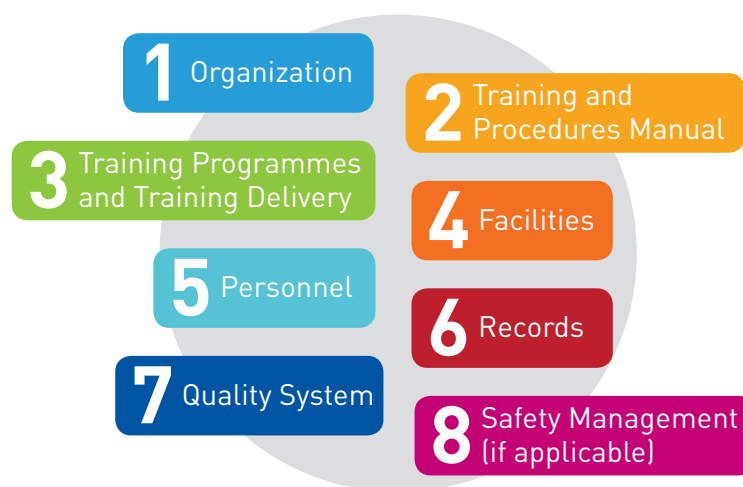 1 Organization
2 Training and
Procedures Manual
3 Training Programmes
and Training Delivery
4 Facilities
5 Personnel
6 Records
7 Quality System
8 Safety Management
(if applicable)